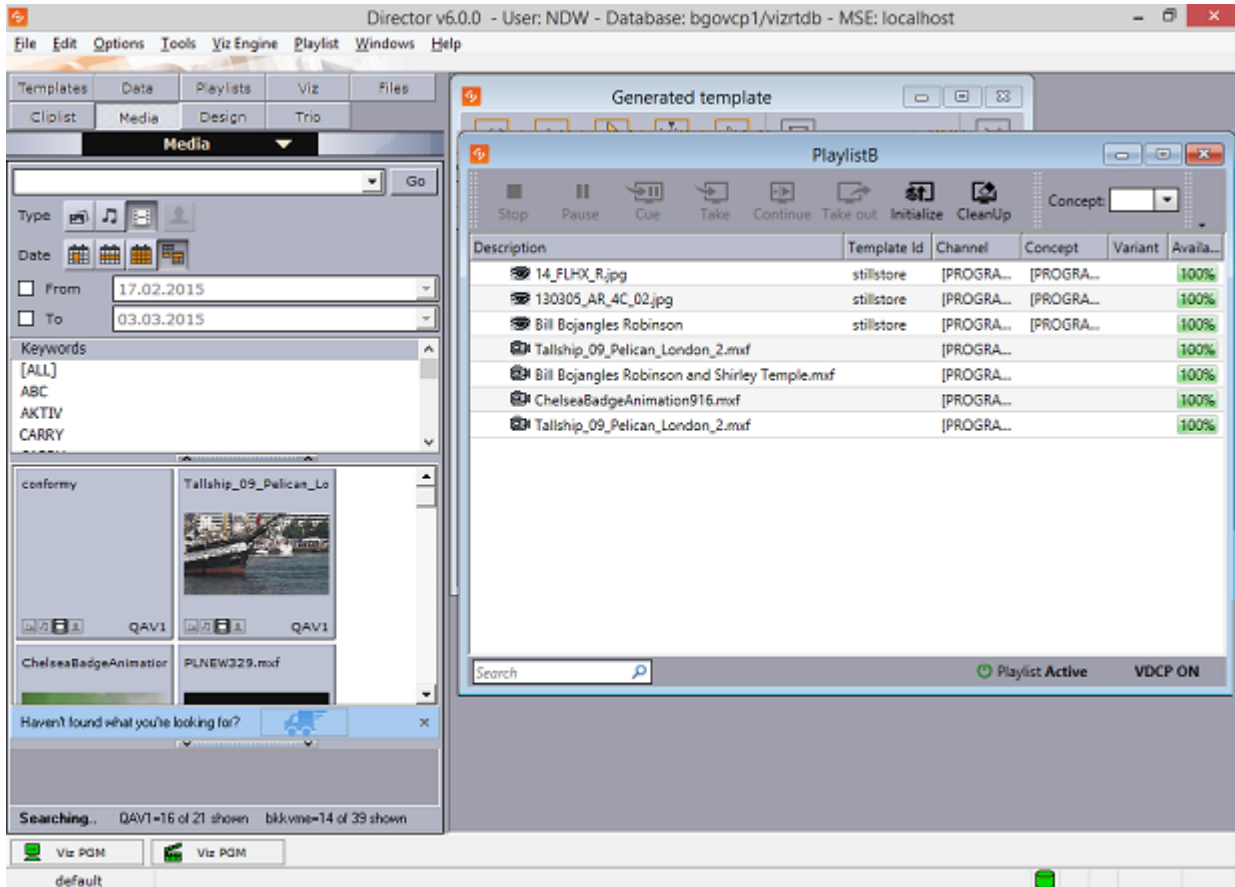 Director v6.0.0 - User: NDW - Database: bgovcp1/vizrtdb - MSE: localhost
File Edit Options Tools Viz Engine Playlist Windows Help
Templates Data Playlists Viz Files
Cliplist Media Design Trio
Media
Go
Type
Date
From 17.02.2015
To 03.03.2015
Keywords
[ALL]
ABC
AKTIV
CARRY
conformy Tallship_09_Pelican_Lo
QAV1 QAV1
ChelseaBadgeAnimatior PLNEW329.mxf
Haven't found what you're looking for?
Searching.. QAV1=16 of 21 shown bkkvme=14 of 39 shown
Generated template
PlaylistB
Stop Pause Cue Take Continue Take out Initialize CleanUp Concept:
Description Template Id Channel Concept Variant Availa...
14_FLHX_R.jpg stillstore [PROGRA... [PROGRA... 100%
130305_AR_4C_02.jpg stillstore [PROGRA... [PROGRA... 100%
Bill Bojangles Robinson stillstore [PROGRA... [PROGRA... 100%
Tallship_09_Pelican_London_2.mxf [PROGRA... 100%
Bill Bojangles Robinson and Shirley Temple.mxf [PROGRA... 100%
ChelseaBadgeAnimation916.mxf [PROGRA... 100%
Tallship_09_Pelican_London_2.mxf [PROGRA... 100%
Search Playlist Active VDCP ON
Viz PGM Viz PGM
default